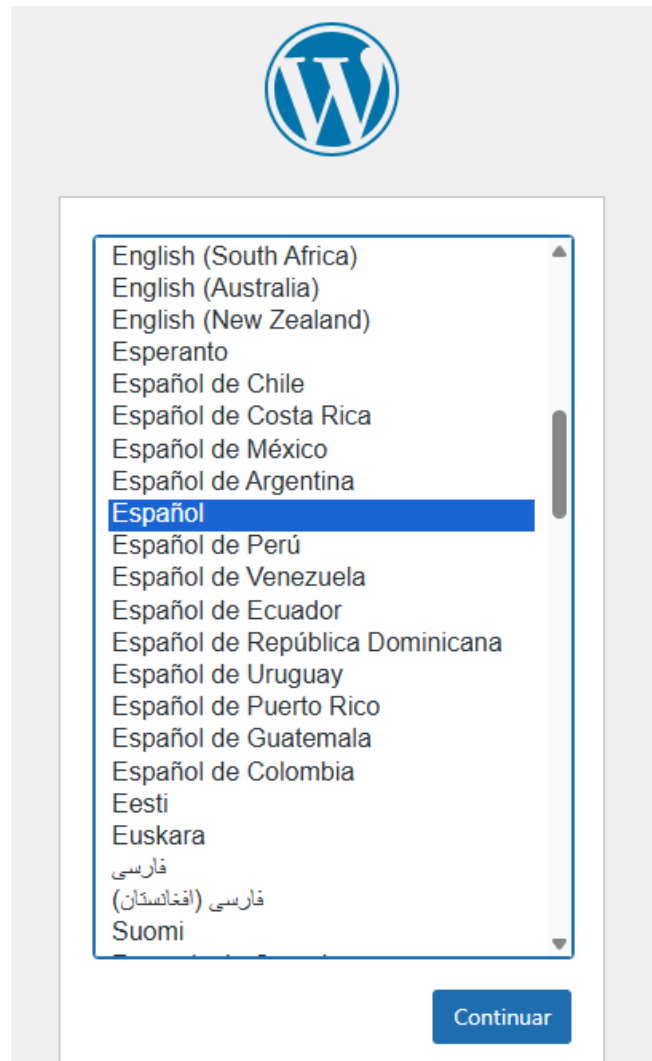 English (South Africa)
English (Australia)
English (New Zealand)
Esperanto
Español de Chile
Español de Costa Rica
Español de México
Español de Argentina
Español
Español de Perú
Español de Venezuela
Español de Ecuador
Español de República Dominicana
Español de Uruguay
Español de Puerto Rico
Español de Guatemala
Español de Colombia
Eesti
Euskara
فارسی
فارسی (افغانستان)
Suomi
Continuar